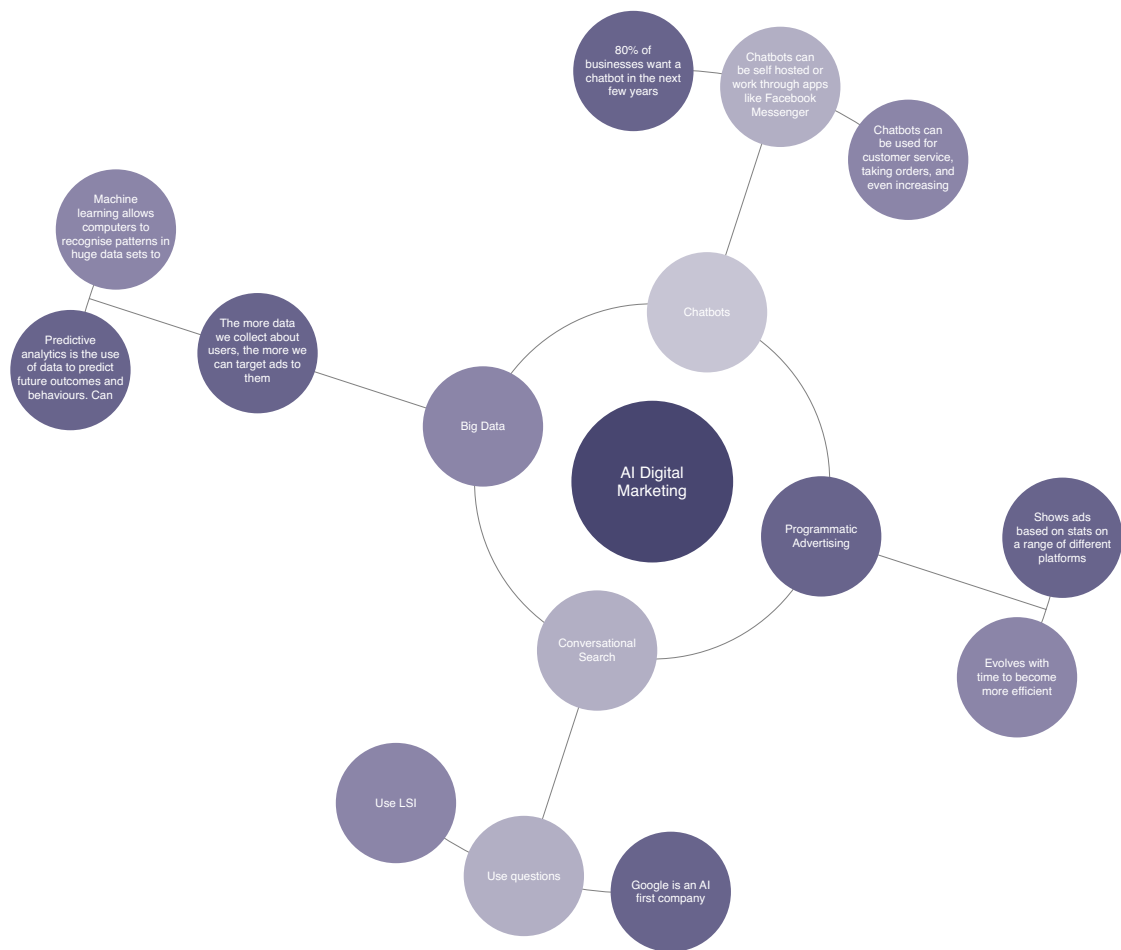 80% of
businesses want a
chatbot in the next
few years
Chatbots can
be self hosted or
work through apps
like Facebook
Messenger
Chatbots can
be used for
customer service,
taking orders, and
even increasing
Machine
learning allows
computers to
recognise patterns in
huge data sets to
Predictive
analytics is the use
of data to predict
future outcomes and
behaviours. Can
The more data
we collect about
users, the more we
can target ads to
them
Chatbots
Big Data
AI Digital
Marketing
Programmatic
Advertising
Shows ads
based on stats on
a range of different
platforms
Evolves with
time to become
more efficient
Conversational
Search
Use LSI
Use questions
Google is an AI
first company